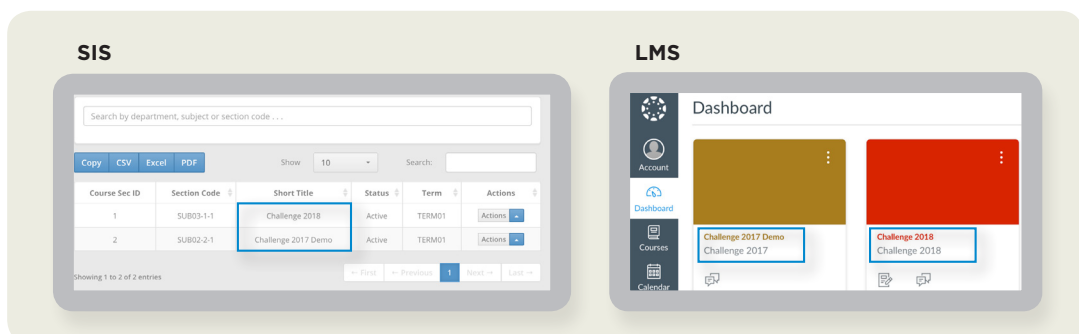 SIS
Search by department, subject or section code . . .
Copy CSV Excel PDF Show 10 Search:
Course Sec ID Section Code Short Title Status Term Actions
1 SUB03-1-1 Challenge 2018 Active TERM01 Actions
2 SUB02-2-1 Challenge 2017 Demo Active TERM01 Actions
Showing 1 to 2 of 2 entries
← First ← Previous 1 Next → Last →
LMS
Dashboard
Account
Dashboard
Courses
Calendar
Challenge 2017 Demo
Challenge 2017
Challenge 2018
Challenge 2018